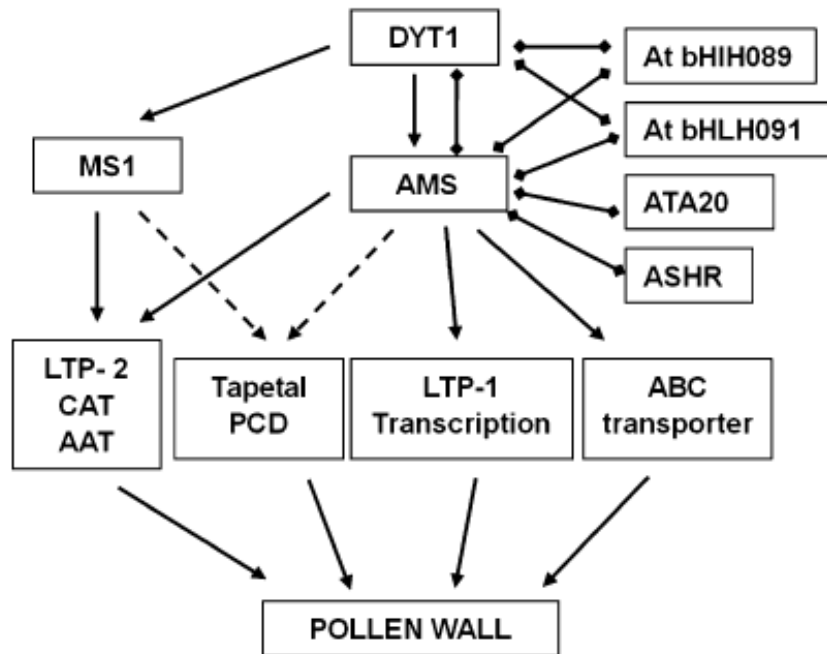 DYT1
At bHIH089
At bHLH091
MS1
AMS
ATA20
ASHR
LTP- 2
CAT
AAT
Tapetal
PCD
LTP-1
Transcription
ABC
transporter
POLLEN WALL